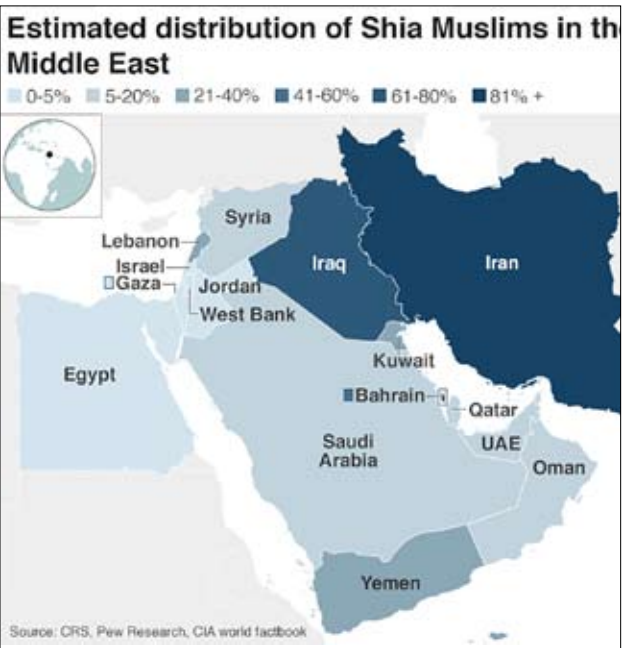 Estimated distribution of Shia Muslims in th
Middle East
0-5% 5-20% 21-40% 41-60% 61-80% 81% +
Syria
Lebanon
Iraq
Iran
Israel
Gaza
Jordan
West Bank
Egypt
Kuwait
Bahrain
Qatar
Saudi
Arabia
UAE
Oman
Yemen
Source: CRS, Pew Research, CIA world factbook